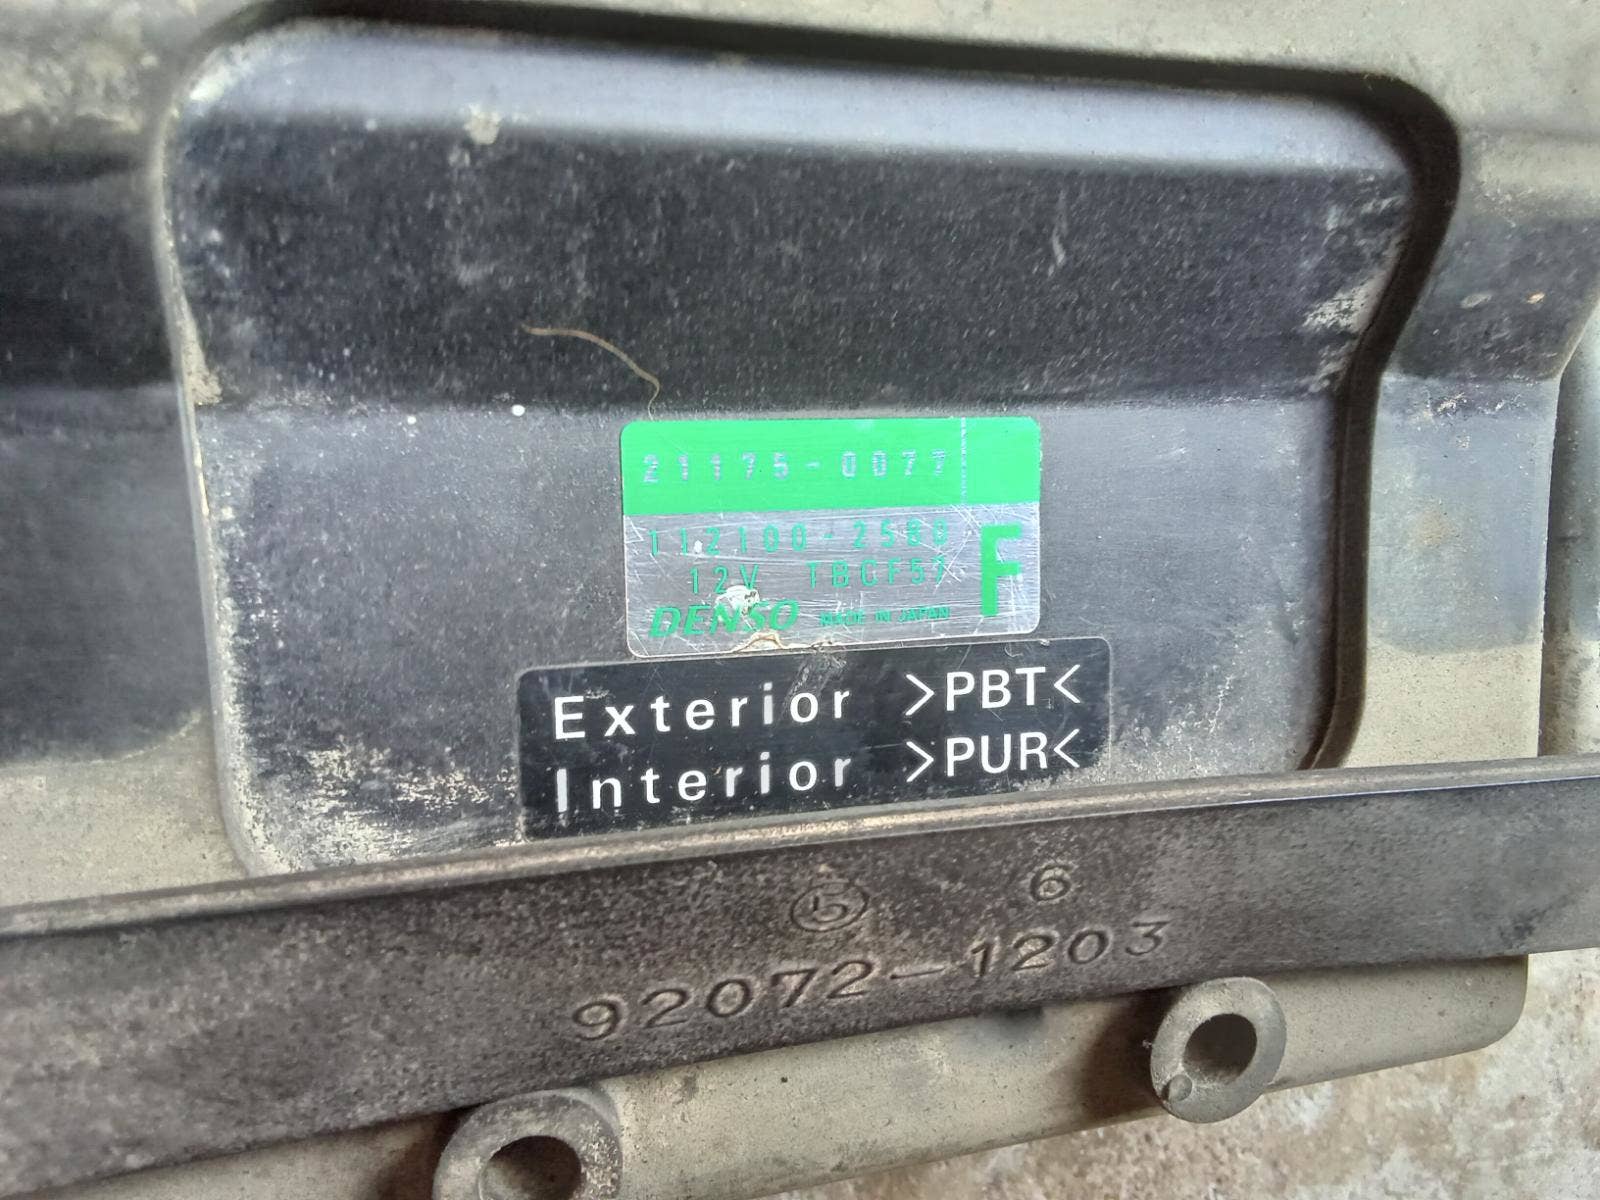 21175-0077
112100-2580
12V TBCF57
F
DENSO MADE IN JAPAN
Exterior >PBT<
Interior >PUR<
5 6
92072-1203